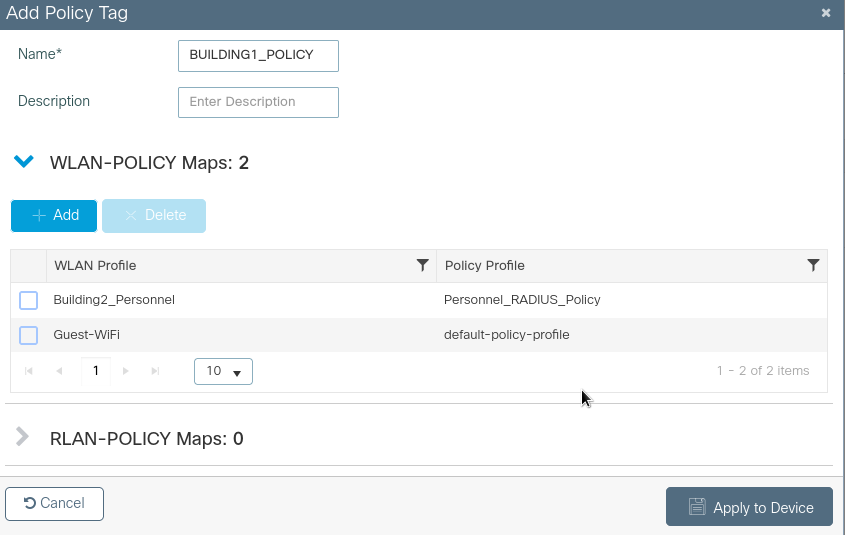 Add Policy Tag ×
Name* BUILDING1_POLICY
Description Enter Description
WLAN-POLICY Maps: 2
+ Add × Delete
WLAN Profile Policy Profile
Building2_Personnel Personnel_RADIUS_Policy
Guest-WiFi default-policy-profile
1 10 1 - 2 of 2 items
RLAN-POLICY Maps: 0
Cancel Apply to Device